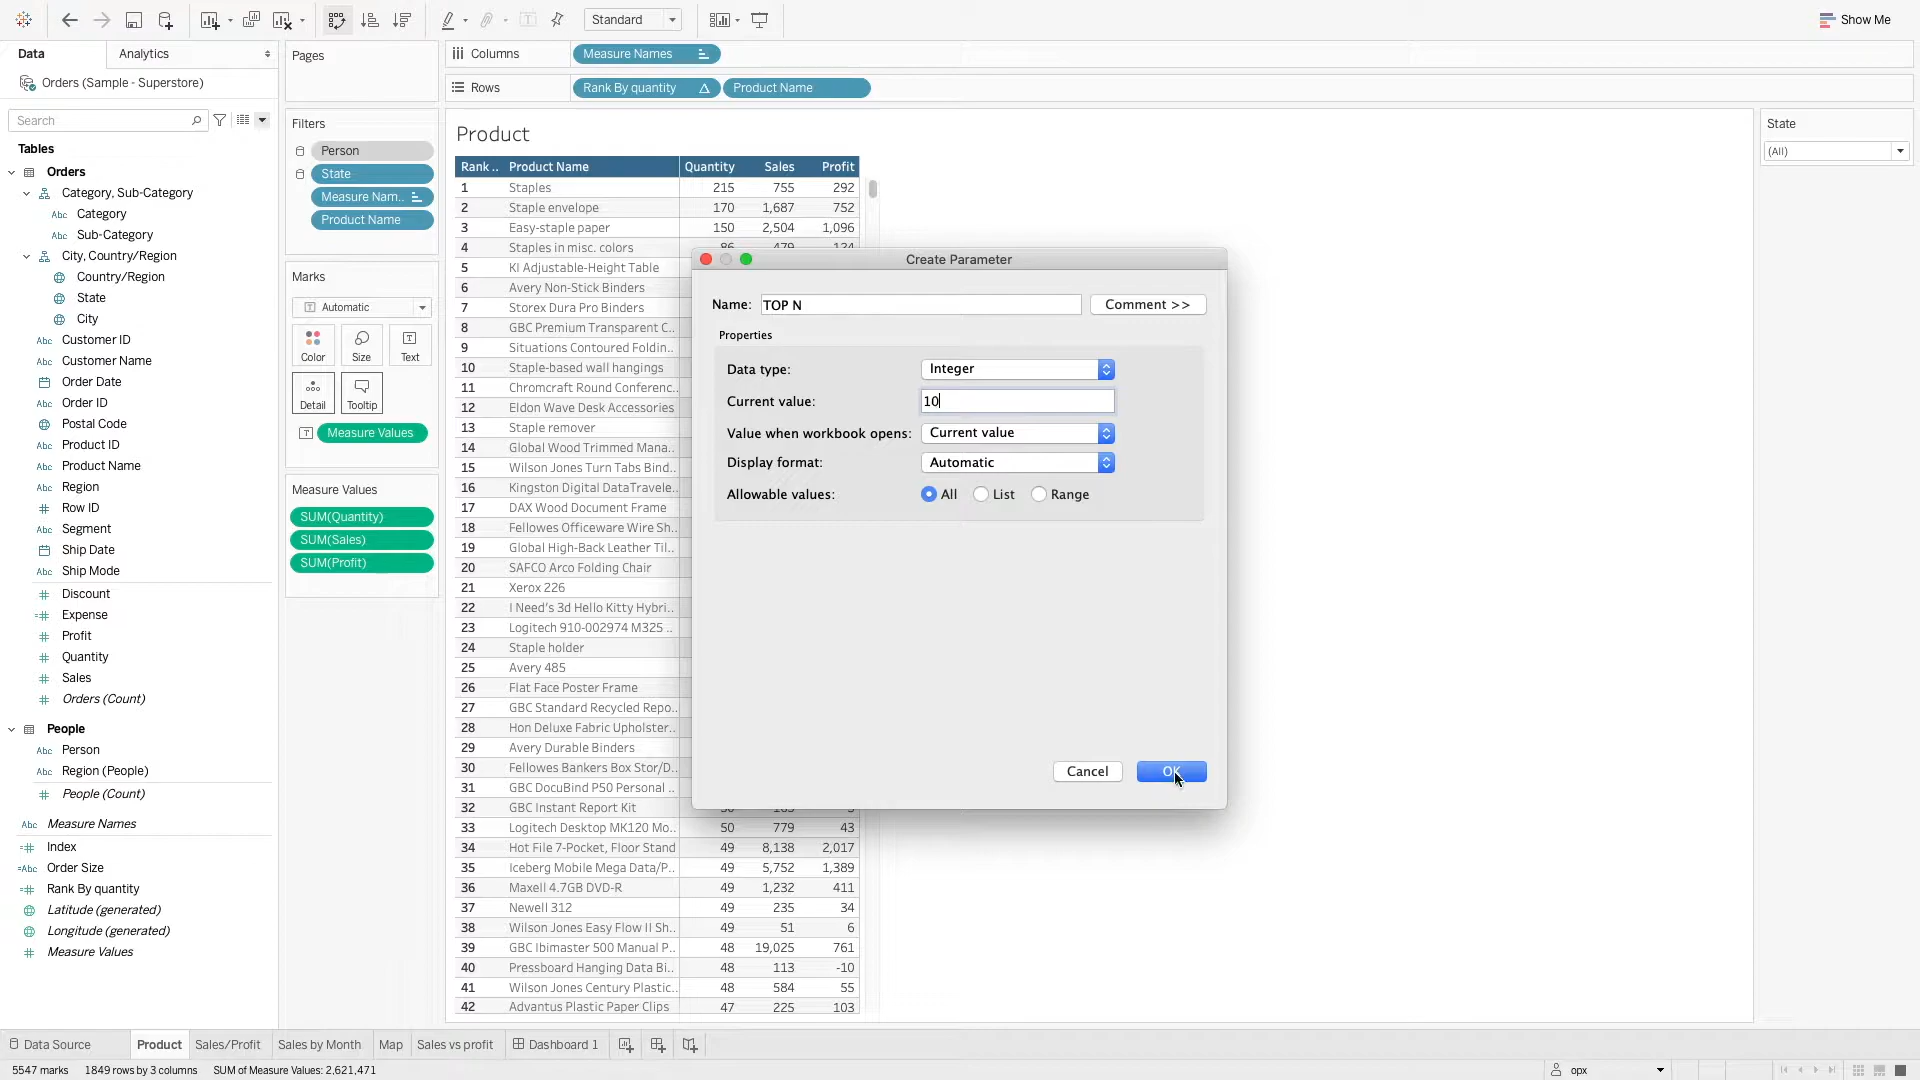 Standard
Show Me
Data
Analytics
Orders (Sample - Superstore)
Search
Tables
Orders
Category, Sub-Category
Abc Category
Abc Sub-Category
City, Country/Region
Country/Region
State
City
Abc Customer ID
Abc Customer Name
Order Date
Abc Order ID
Postal Code
Abc Product ID
Abc Product Name
Abc Region
# Row ID
Abc Segment
Ship Date
Abc Ship Mode
# Discount
=# Expense
# Profit
# Quantity
# Sales
# Orders (Count)
People
Abc Person
Abc Region (People)
# People (Count)
Abc Measure Names
=# Index
=Abc Order Size
=# Rank By quantity
Latitude (generated)
Longitude (generated)
# Measure Values
Pages
Filters
Person
State
Measure Nam..
Product Name
Marks
T Automatic
Color
Size
T Text
Detail
Tooltip
T Measure Values
Measure Values
SUM(Quantity)
SUM(Sales)
SUM(Profit)
Columns
Measure Names
Rows
Rank By quantity
Product Name
Product
Rank .. Product Name Quantity Sales Profit
1 Staples 215 755 292
2 Staple envelope 170 1,687 752
3 Easy-staple paper 150 2,504 1,096
4 Staples in misc. colors 86 479 124
5 KI Adjustable-Height Table
6 Avery Non-Stick Binders
7 Storex Dura Pro Binders
8 GBC Premium Transparent C..
9 Situations Contoured Foldin..
10 Staple-based wall hangings
11 Chromcraft Round Conferenc..
12 Eldon Wave Desk Accessories
13 Staple remover
14 Global Wood Trimmed Mana..
15 Wilson Jones Turn Tabs Bind..
16 Kingston Digital DataTravele..
17 DAX Wood Document Frame
18 Fellowes Officeware Wire Sh..
19 Global High-Back Leather Til..
20 SAFCO Arco Folding Chair
21 Xerox 226
22 I Need's 3d Hello Kitty Hybri..
23 Logitech 910-002974 M325 ..
24 Staple holder
25 Avery 485
26 Flat Face Poster Frame
27 GBC Standard Recycled Repo..
28 Hon Deluxe Fabric Upholster..
29 Avery Durable Binders
30 Fellowes Bankers Box Stor/D..
31 GBC DocuBind P50 Personal ..
32 GBC Instant Report Kit
33 Logitech Desktop MK120 Mo.. 50 779 43
34 Hot File 7-Pocket, Floor Stand 49 8,138 2,017
35 Iceberg Mobile Mega Data/P.. 49 5,752 1,389
36 Maxell 4.7GB DVD-R 49 1,232 411
37 Newell 312 49 235 34
38 Wilson Jones Easy Flow II Sh.. 49 51 6
39 GBC Ibimaster 500 Manual P.. 48 19,025 761
40 Pressboard Hanging Data Bi.. 48 113 -10
41 Wilson Jones Century Plastic.. 48 584 55
42 Advantus Plastic Paper Clips 47 225 103
Create Parameter
Name: TOP N
Comment >>
Properties
Data type: Integer
Current value: 10
Value when workbook opens: Current value
Display format: Automatic
Allowable values: All List Range
Cancel
OK
State
(All)
Data Source
Product
Sales/Profit
Sales by Month
Map
Sales vs profit
Dashboard 1
5547 marks 1849 rows by 3 columns SUM of Measure Values: 2,621,471
opx